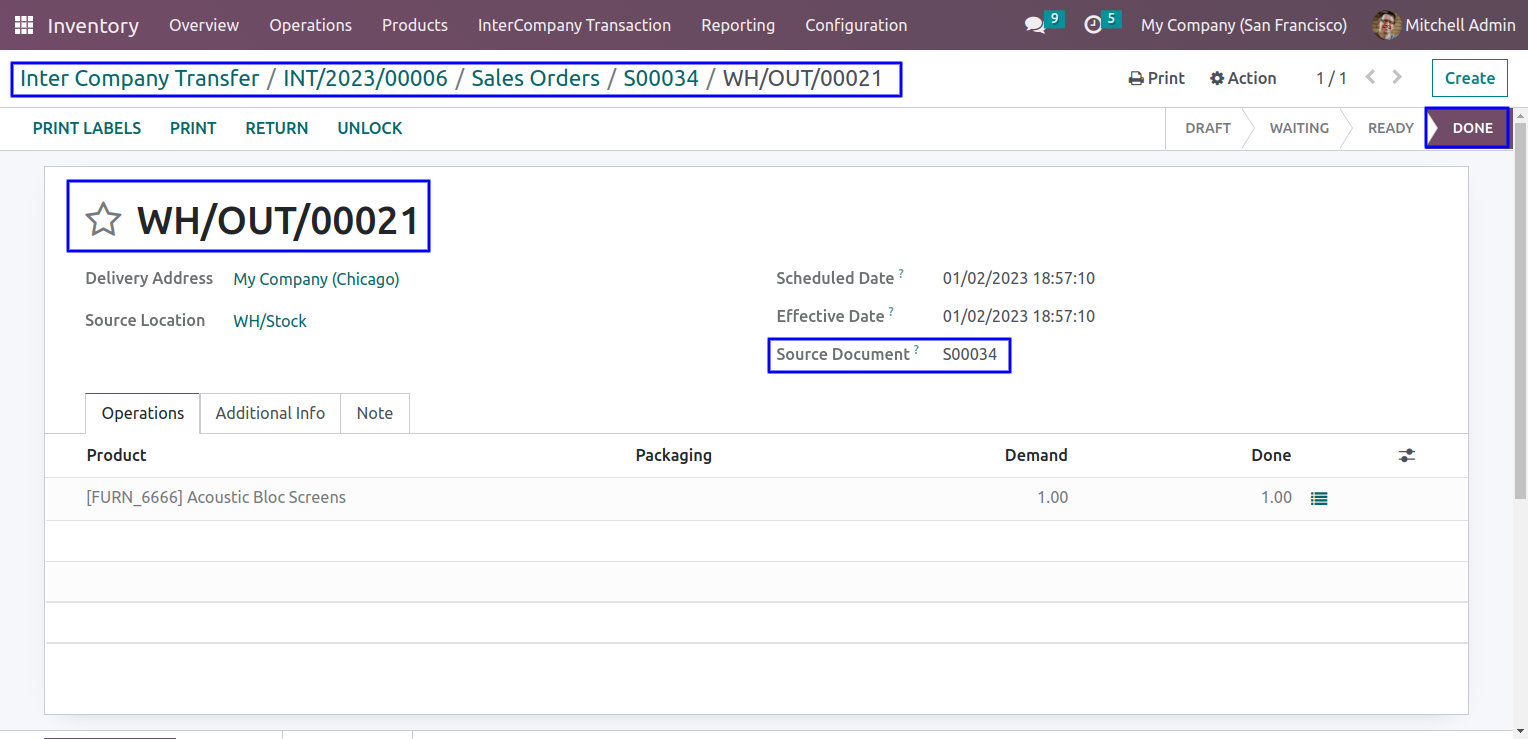 Inventory Overview Operations Products InterCompany Transaction Reporting Configuration 9 5 My Company (San Francisco) Mitchell Admin
Inter Company Transfer / INT/2023/00006 / Sales Orders / S00034 / WH/OUT/00021 Print Action 1 / 1 Create
PRINT LABELS PRINT RETURN UNLOCK DRAFT WAITING READY DONE
WH/OUT/00021
Delivery Address My Company (Chicago) Scheduled Date ? 01/02/2023 18:57:10
Effective Date ? 01/02/2023 18:57:10
Source Location WH/Stock
Source Document ? S00034
Operations Additional Info Note
Product Packaging Demand Done
[FURN_6666] Acoustic Bloc Screens 1.00 1.00